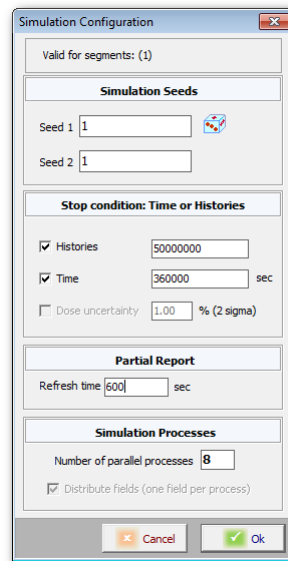 Simulation Configuration
Valid for segments: (1)
Simulation Seeds
Seed 1 1
Seed 2 1
Stop condition: Time or Histories
Histories 50000000
Time 360000 sec
Dose uncertainty 1.00 % (2 sigma)
Partial Report
Refresh time 600 sec
Simulation Processes
Number of parallel processes 8
Distribute fields (one field per process)
Cancel Ok